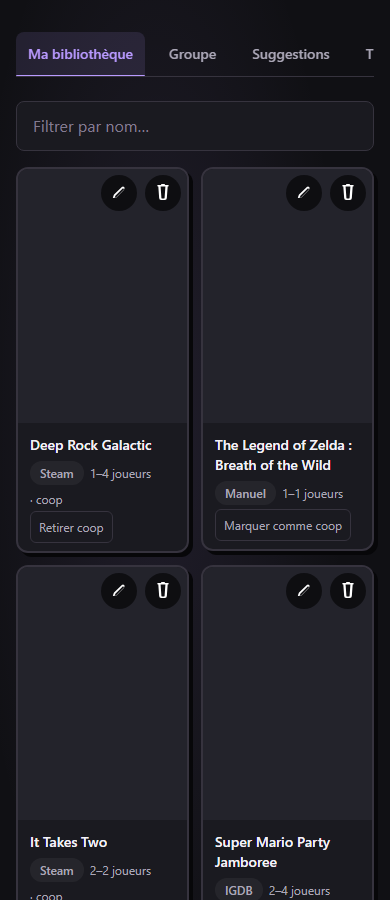 Ma bibliothèque Groupe Suggestions T
Filtrer par nom...
Deep Rock Galactic
Steam 1–4 joueurs
· coop
Retirer coop
The Legend of Zelda :
Breath of the Wild
Manuel 1–1 joueurs
Marquer comme coop
It Takes Two
Steam 2–2 joueurs
· coop
Super Mario Party
Jamboree
IGDB 2–4 joueurs